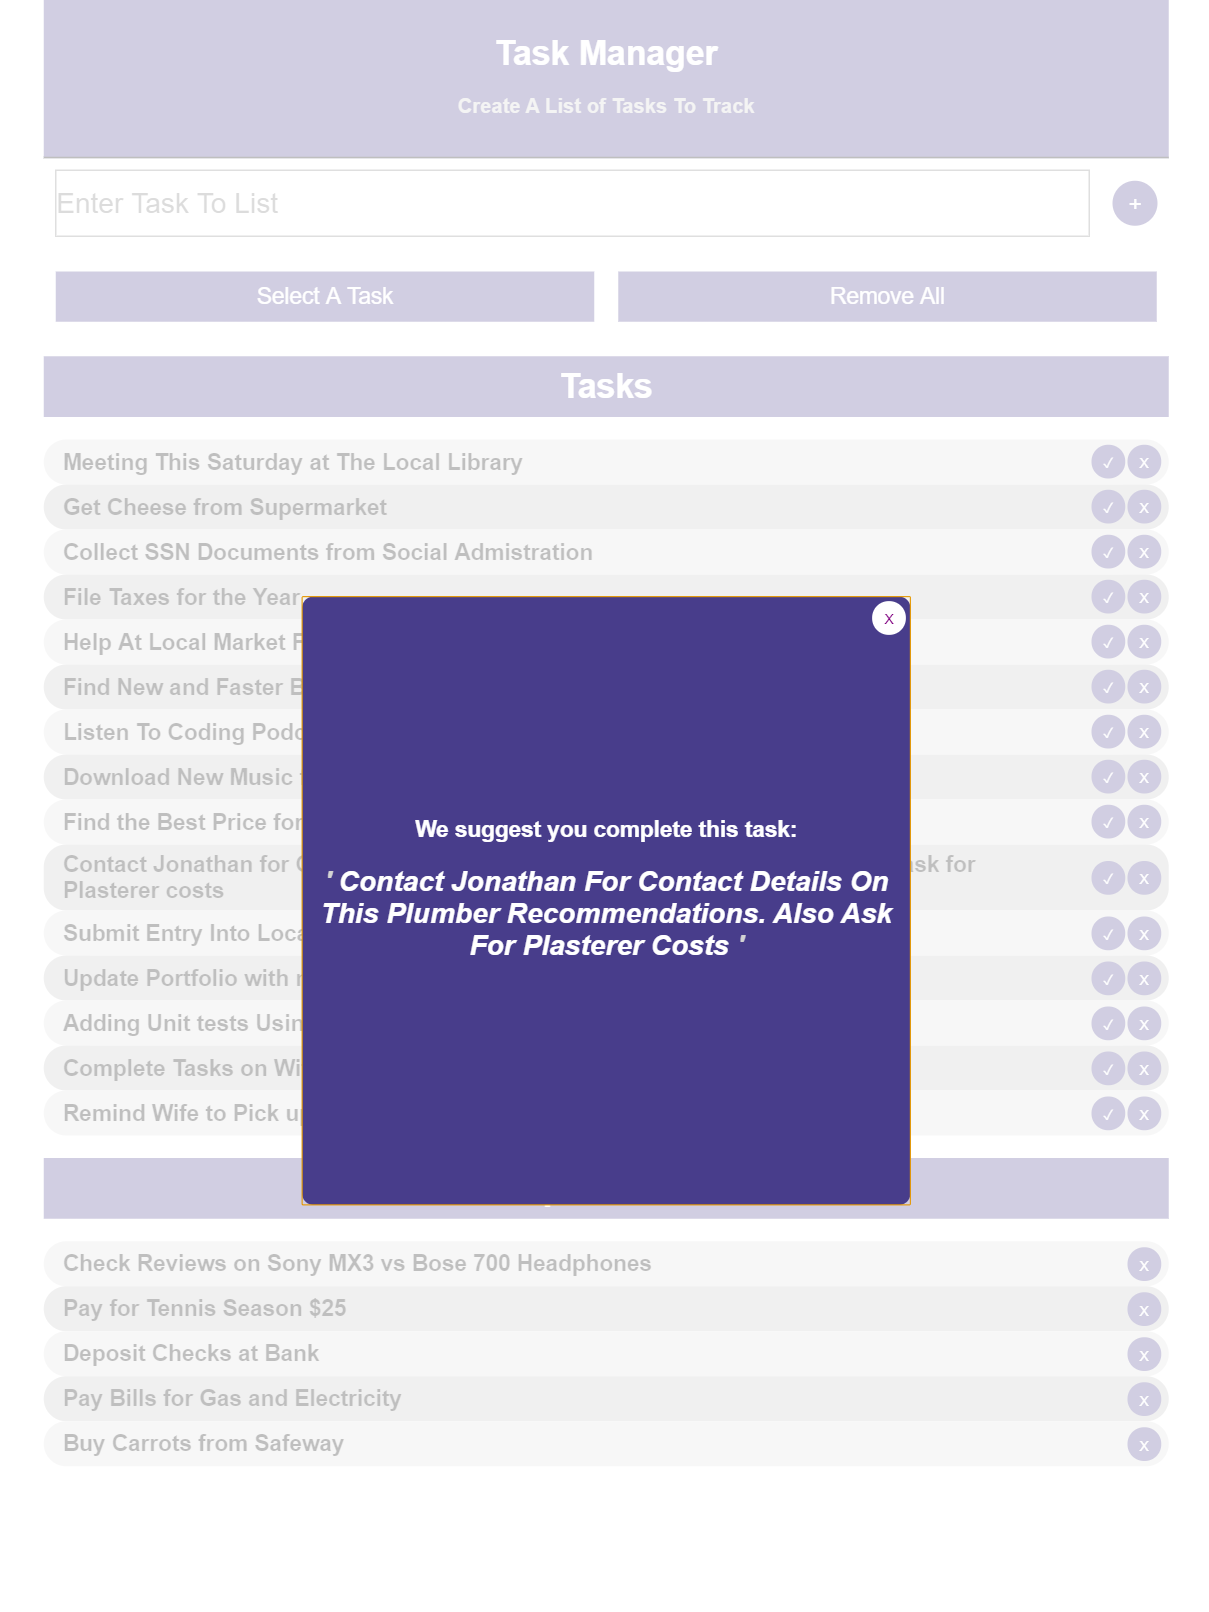 Task Manager
Create A List of Tasks To Track
Enter Task To List
+
Select A Task
Remove All
Tasks
Meeting This Saturday at The Local Library ✓ x
Get Cheese from Supermarket ✓ x
Collect SSN Documents from Social Admistration ✓ x
File Taxes for the Year ✓ x
Help At Local Market ✓ x
Find New and Faster ✓ x
Listen To Coding ✓ x
Download New Music ✓ x
Find the Best Price for ✓ x
Contact Jonathan for ask for
Plasterer costs ✓ x
Submit Entry Into ✓ x
Update Portfolio with ✓ x
Adding Unit tests ✓ x
Complete Tasks on ✓ x
Remind Wife to Pick ✓ x
X
We suggest you complete this task:
' Contact Jonathan For Contact Details On
This Plumber Recommendations. Also Ask
For Plasterer Costs '
Check Reviews on Sony MX3 vs Bose 700 Headphones x
Pay for Tennis Season $25 x
Deposit Checks at Bank x
Pay Bills for Gas and Electricity x
Buy Carrots from Safeway x